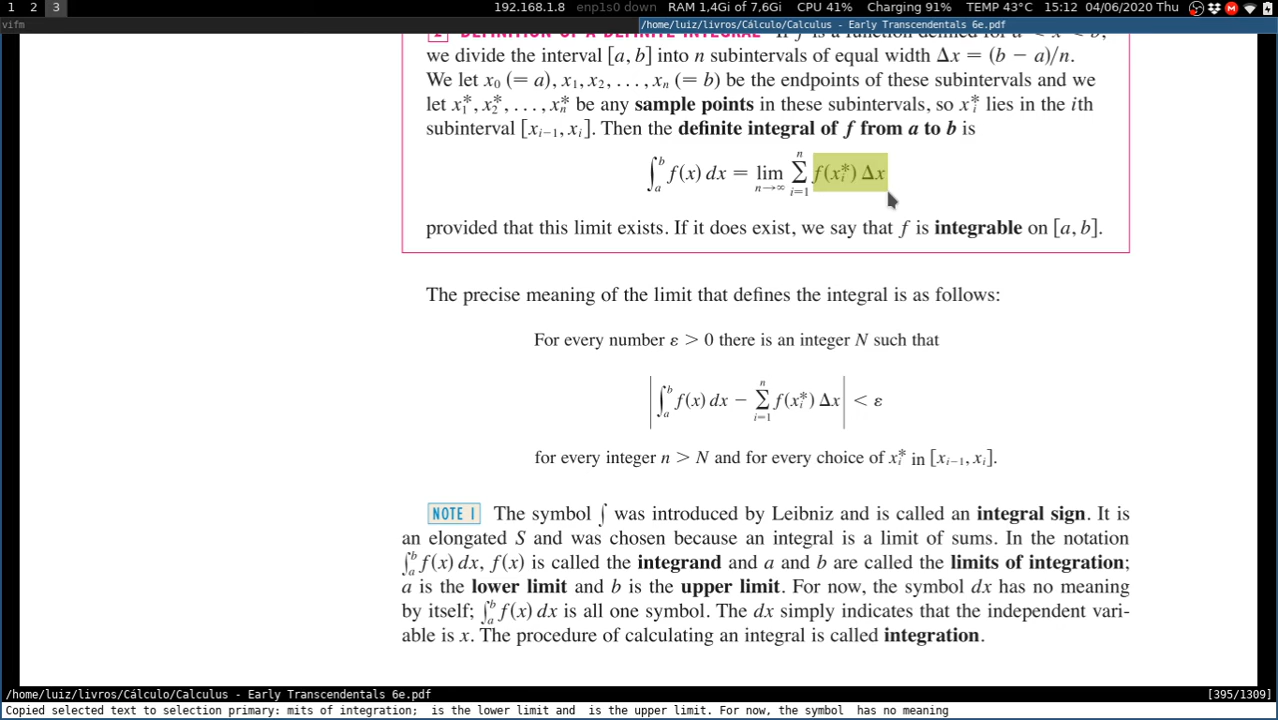 1 2 3 192.168.1.8 enp1s0 down RAM 1,4Gi of 7,6Gi CPU 41% Charging 91% TEMP 43°C 15:12 04/06/2020 Thu
vifm /home/luiz/livros/Cálculo/Calculus - Early Transcendentals 6e.pdf
2 DEFINITION OF A DEFINITE INTEGRAL If f is a function defined for a ≤ x ≤ b,
we divide the interval [a, b] into n subintervals of equal width Δx = (b − a)/n.
We let x₀ (= a), x₁, x₂, . . . , xₙ (= b) be the endpoints of these subintervals and we
let x₁*, x₂*, . . . , xₙ* be any sample points in these subintervals, so xᵢ* lies in the ith
subinterval [xᵢ₋₁, xᵢ]. Then the definite integral of f from a to b is
∫ₐᵇ f(x) dx = lim n→∞ Σ i=1 n f(xᵢ*) Δx
provided that this limit exists. If it does exist, we say that f is integrable on [a, b].
The precise meaning of the limit that defines the integral is as follows:
For every number ε > 0 there is an integer N such that
| ∫ₐᵇ f(x) dx − Σ i=1 n f(xᵢ*) Δx | < ε
for every integer n > N and for every choice of xᵢ* in [xᵢ₋₁, xᵢ].
NOTE 1 The symbol ∫ was introduced by Leibniz and is called an integral sign. It is
an elongated S and was chosen because an integral is a limit of sums. In the notation
∫ₐᵇ f(x) dx, f(x) is called the integrand and a and b are called the limits of integration;
a is the lower limit and b is the upper limit. For now, the symbol dx has no meaning
by itself; ∫ₐᵇ f(x) dx is all one symbol. The dx simply indicates that the independent vari-
able is x. The procedure of calculating an integral is called integration.
/home/luiz/livros/Cálculo/Calculus - Early Transcendentals 6e.pdf [395/1309]
Copied selected text to selection primary: mits of integration;  is the lower limit and  is the upper limit. For now, the symbol  has no meaning